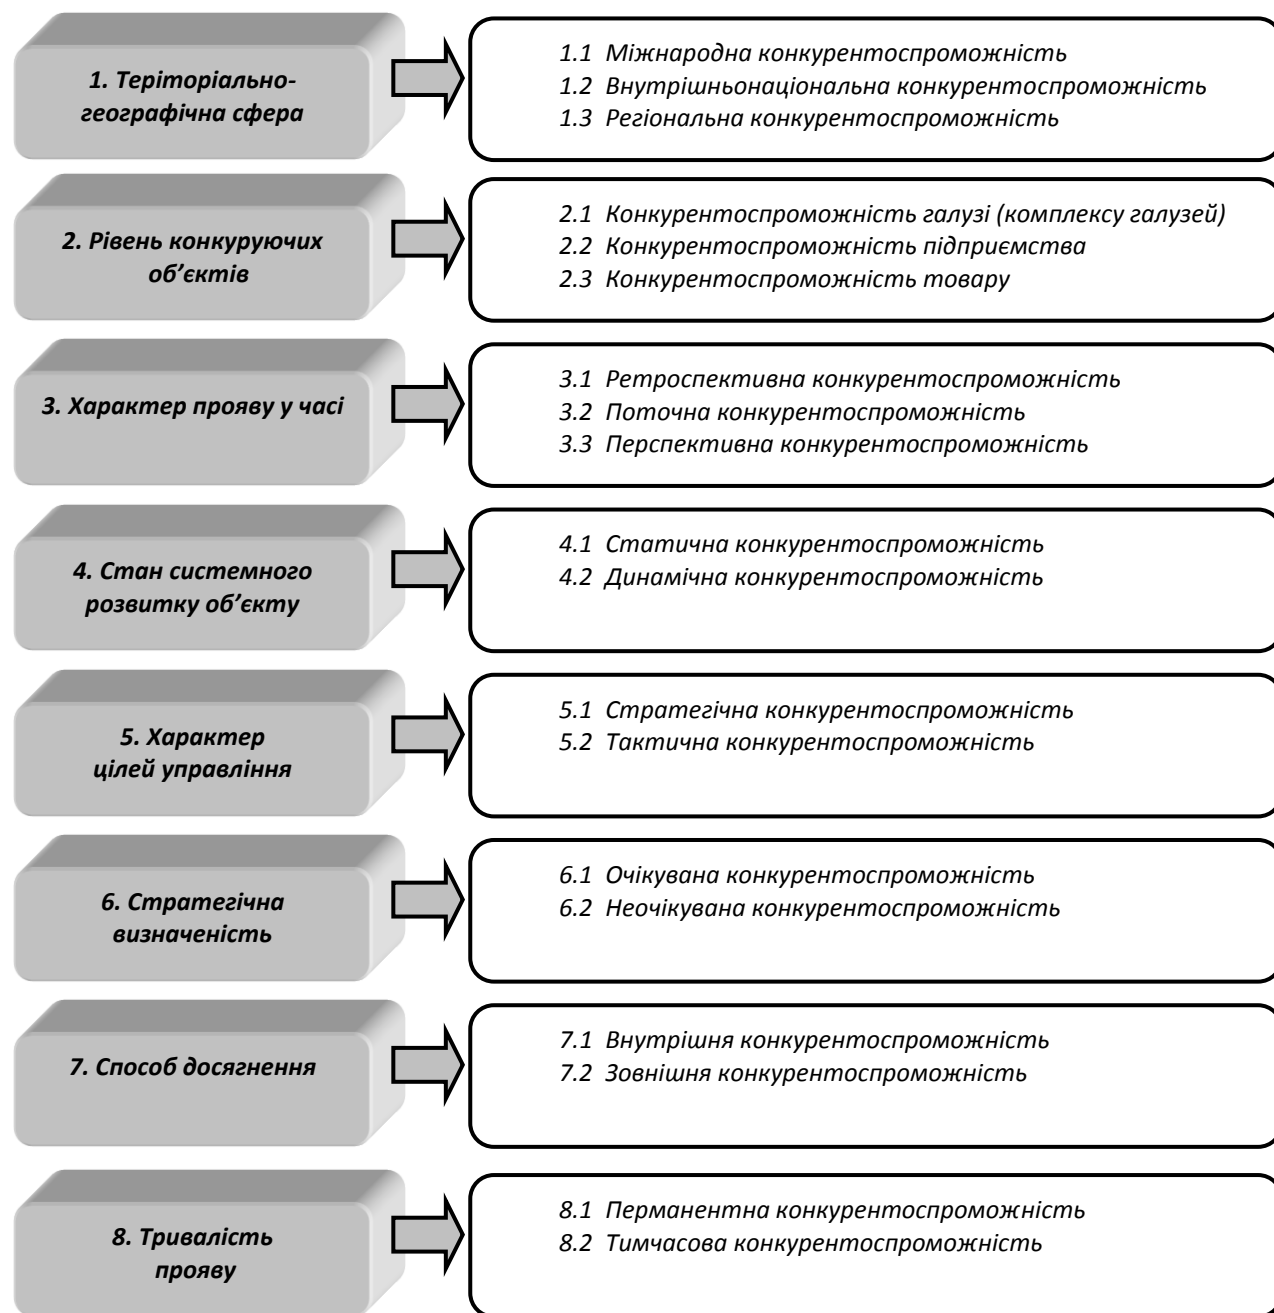 1. Теріторіально-
географічна сфера
1.1 Міжнародна конкурентоспроможність
1.2 Внутрішньонаціональна конкурентоспроможність
1.3 Регіональна конкурентоспроможність
2. Рівень конкуруючих
об’єктів
2.1 Конкурентоспроможність галузі (комплексу галузей)
2.2 Конкурентоспроможність підприємства
2.3 Конкурентоспроможність товару
3. Характер прояву у часі
3.1 Ретроспективна конкурентоспроможність
3.2 Поточна конкурентоспроможність
3.3 Перспективна конкурентоспроможність
4. Стан системного
розвитку об’єкту
4.1 Статична конкурентоспроможність
4.2 Динамічна конкурентоспроможність
5. Характер
цілей управління
5.1 Стратегічна конкурентоспроможність
5.2 Тактична конкурентоспроможність
6. Стратегічна
визначеність
6.1 Очікувана конкурентоспроможність
6.2 Неочікувана конкурентоспроможність
7. Спосіб досягнення
7.1 Внутрішня конкурентоспроможність
7.2 Зовнішня конкурентоспроможність
8. Тривалість
прояву
8.1 Перманентна конкурентоспроможність
8.2 Тимчасова конкурентоспроможність